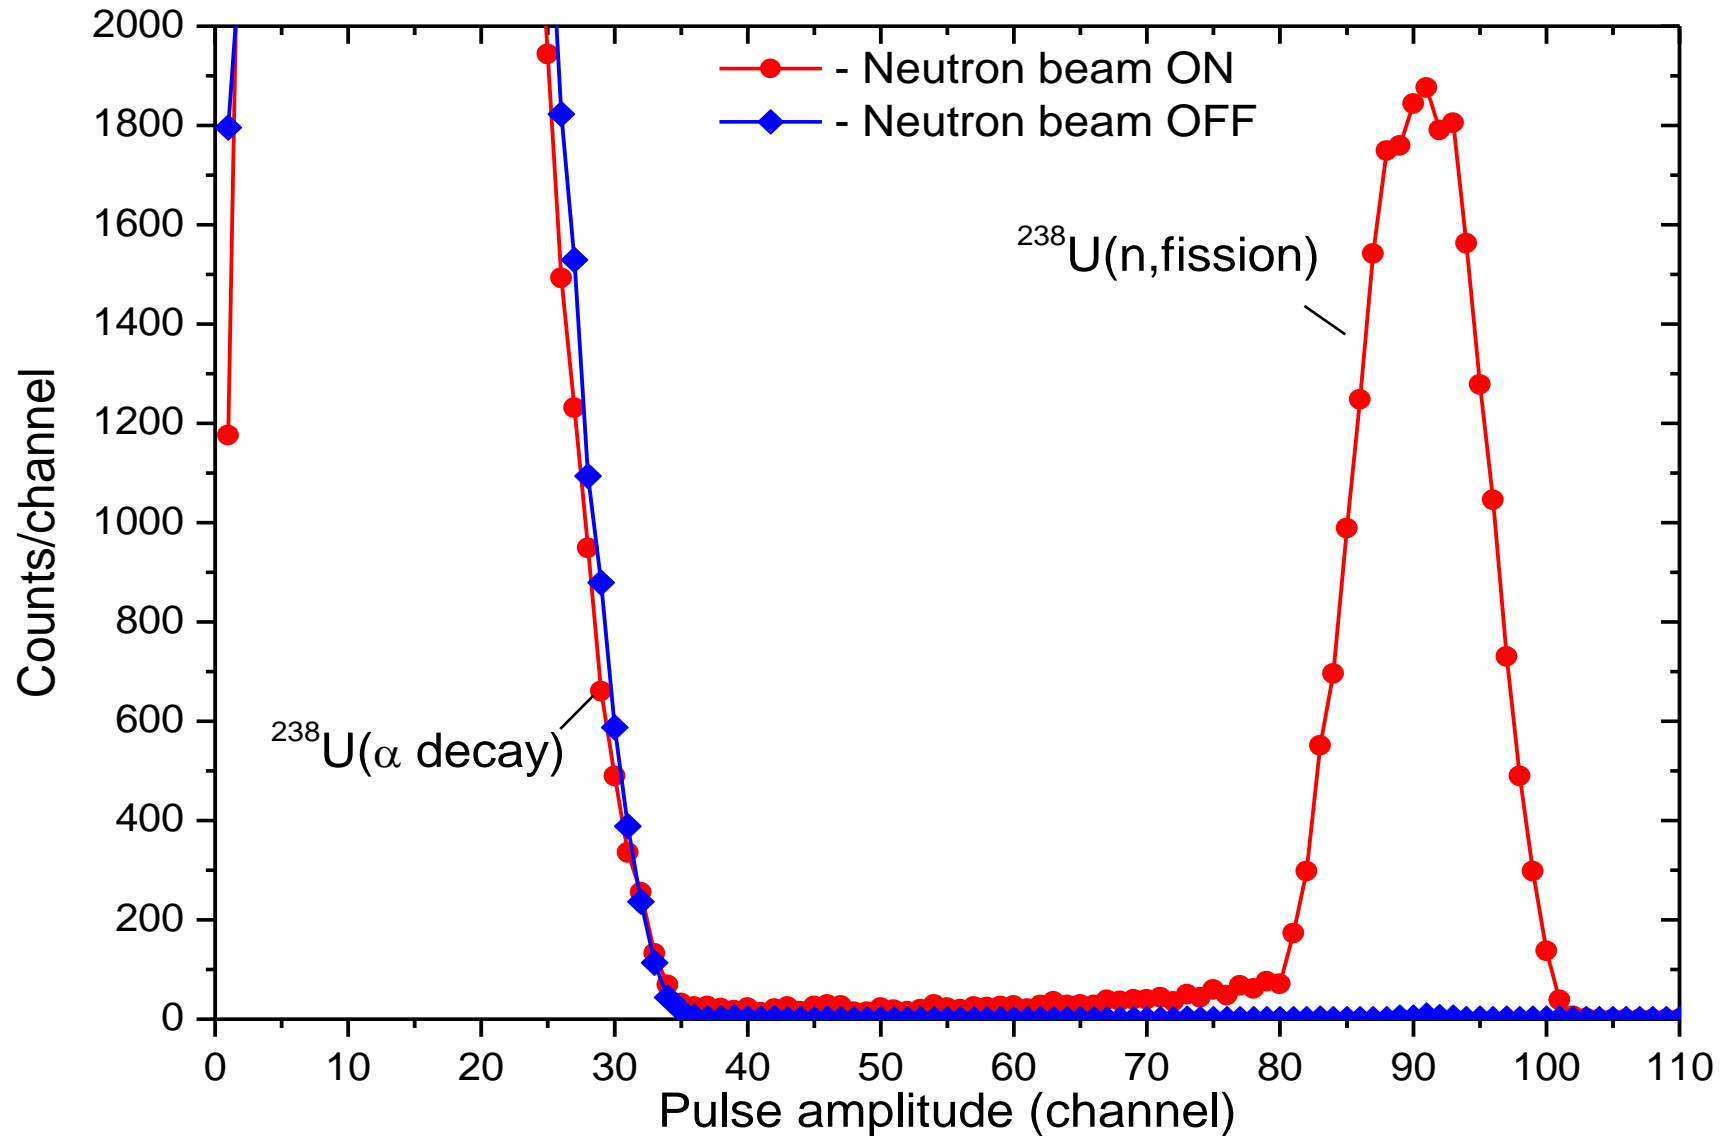 2000
1800
1600
1400
1200
1000
800
600
400
200
0
Counts/channel
- Neutron beam ON
- Neutron beam OFF
²³⁸U(n,fission)
²³⁸U(α decay)
0 10 20 30 40 50 60 70 80 90 100 110
Pulse amplitude (channel)